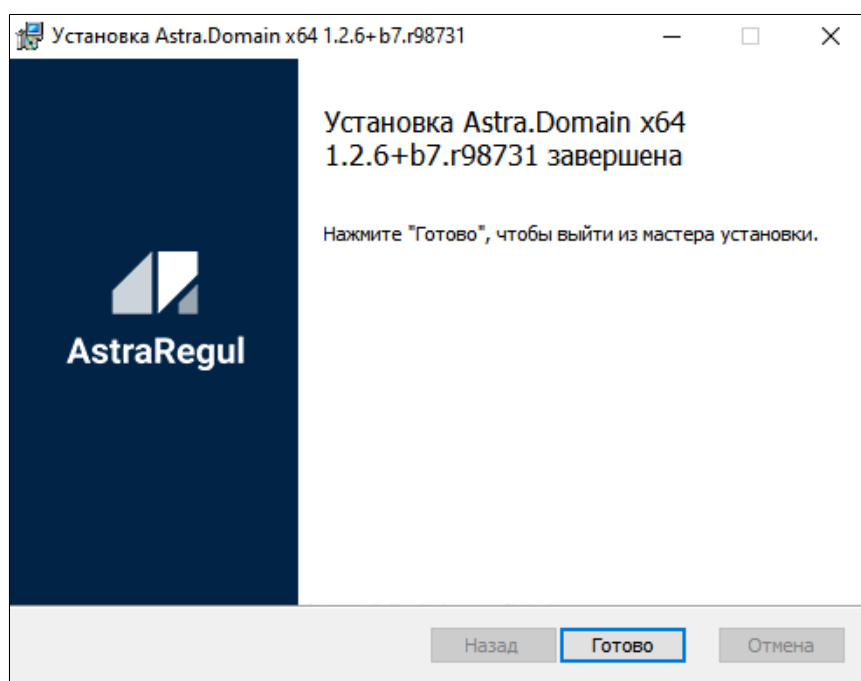 Установка Astra.Domain x64 1.2.6+b7.r98731
Установка Astra.Domain x64
1.2.6+b7.r98731 завершена
Нажмите "Готово", чтобы выйти из мастера установки.
AstraRegul
Назад
Готово
Отмена